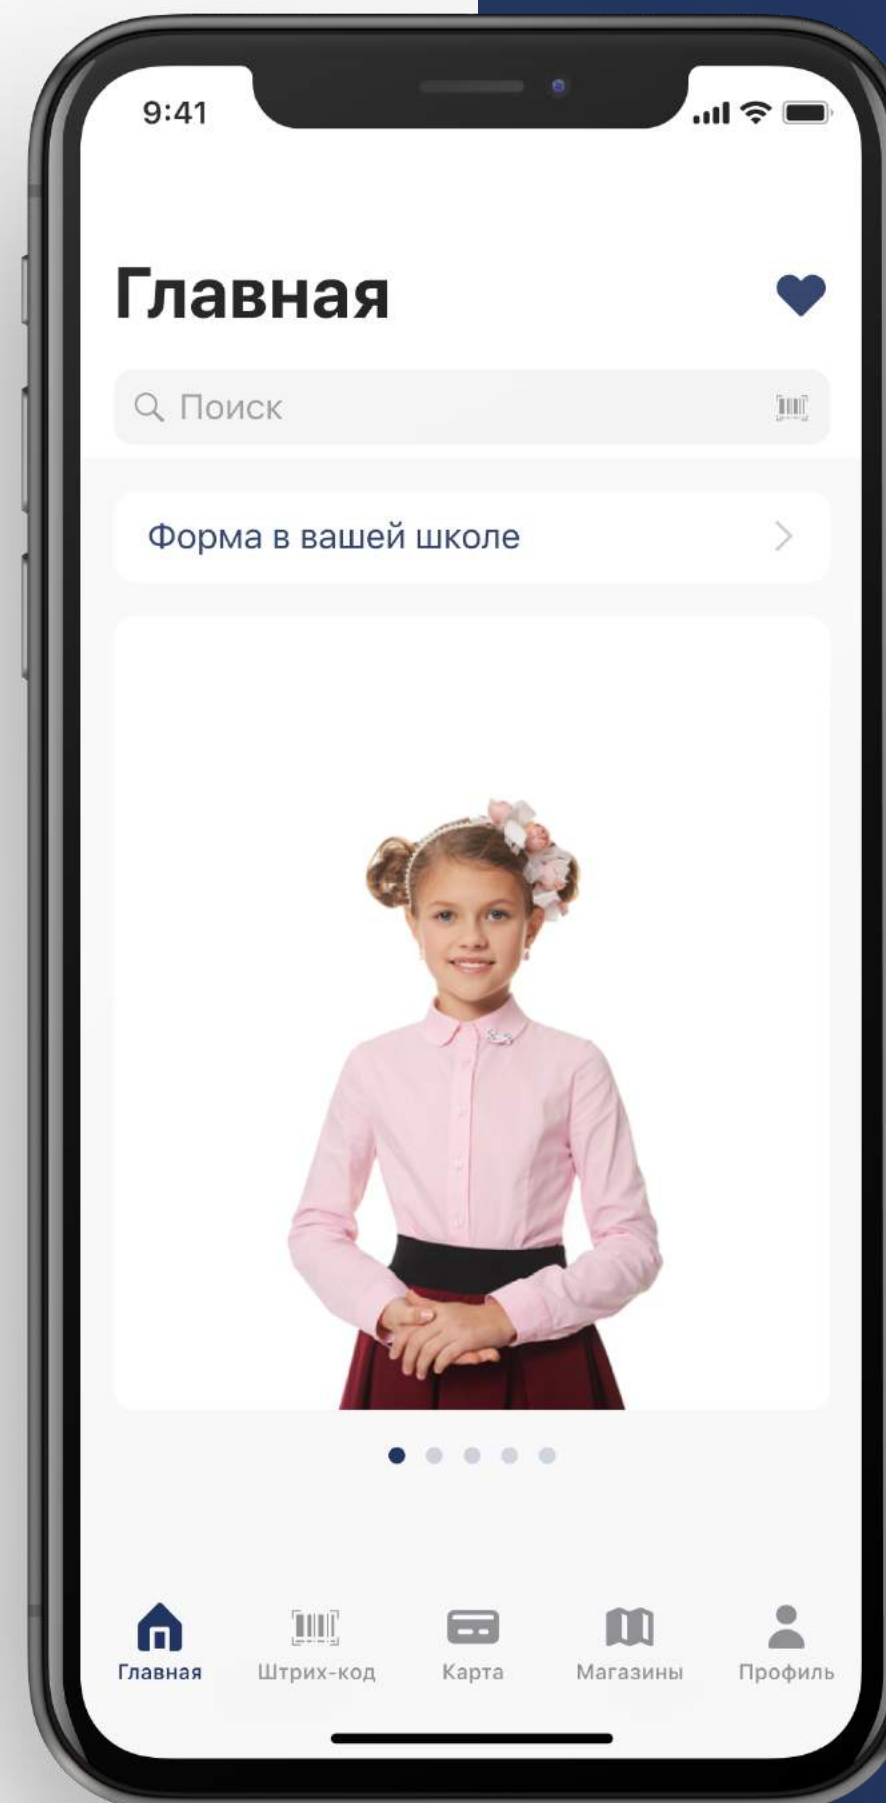 9:41
Главная
Поиск
Форма в вашей школе
Главная
Штрих-код
Карта
Магазины
Профиль